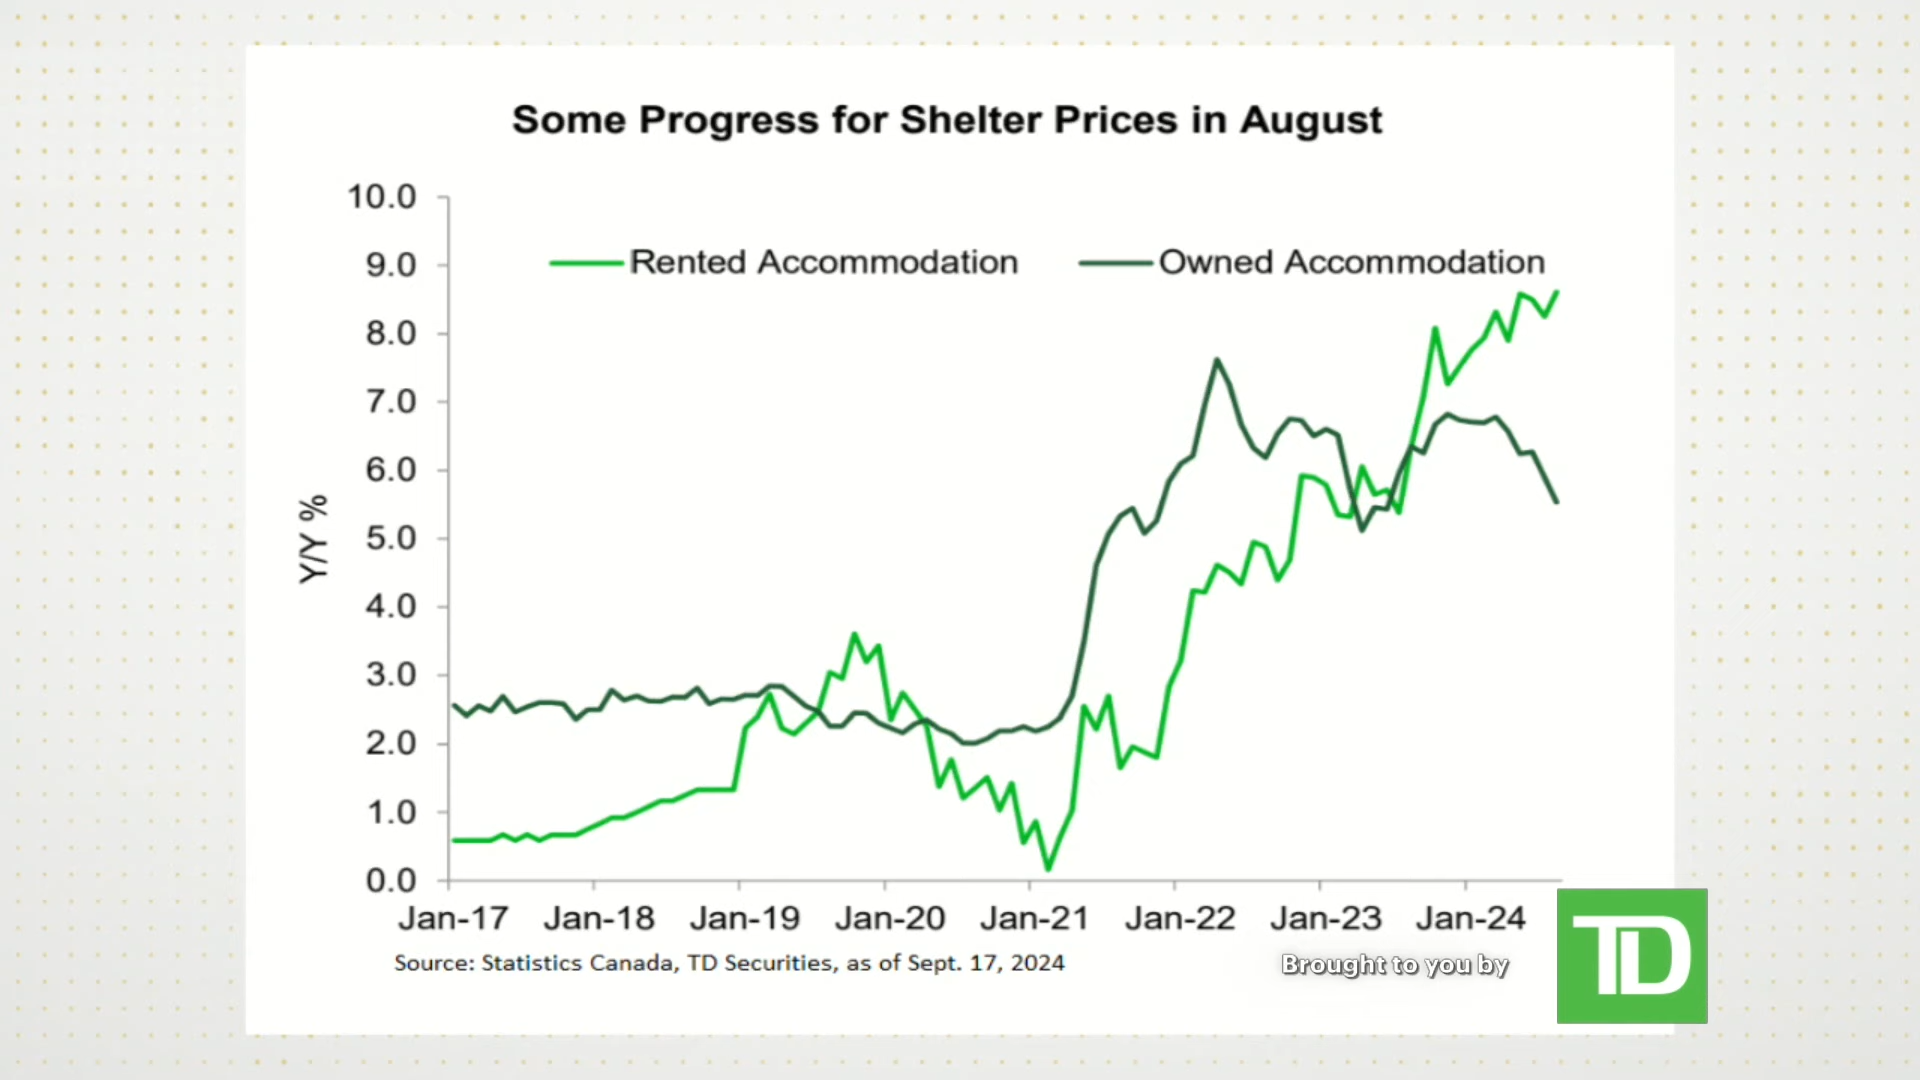 Some Progress for Shelter Prices in August
10.0
9.0
8.0
7.0
6.0
5.0
4.0
3.0
2.0
1.0
0.0
Y/Y %
Rented Accommodation
Owned Accommodation
Jan-17 Jan-18 Jan-19 Jan-20 Jan-21 Jan-22 Jan-23 Jan-24
Source: Statistics Canada, TD Securities, as of Sept. 17, 2024
Brought to you by
TD